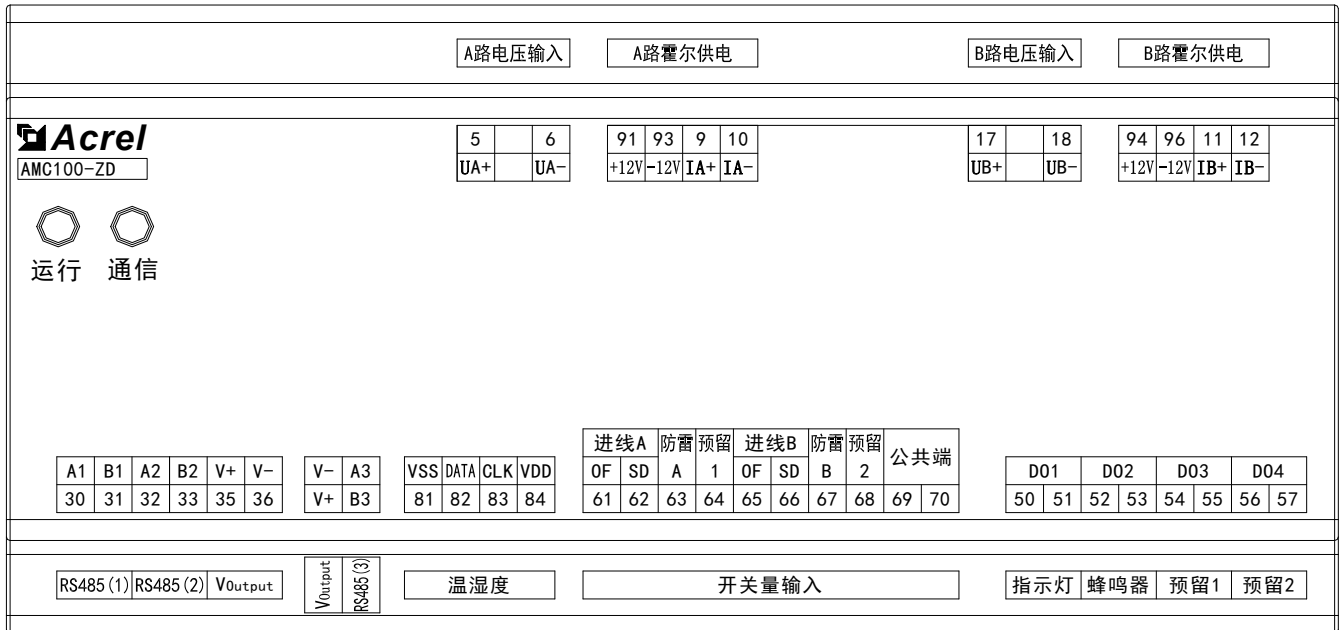 A路电压输入 A路霍尔供电 B路电压输入 B路霍尔供电
Acrel
AMC100-ZD
5 6 91 93 9 10 17 18 94 96 11 12
UA+ UA- +12V -12V IA+ IA- UB+ UB- +12V -12V IB+ IB-
运行 通信
进线A 防雷 预留 进线B 防雷 预留 公共端
A1 B1 A2 B2 V+ V- V- A3 VSS DATA CLK VDD OF SD A 1 OF SD B 2 DO1 DO2 DO3 DO4
30 31 32 33 35 36 V+ B3 81 82 83 84 61 62 63 64 65 66 67 68 69 70 50 51 52 53 54 55 56 57
RS485(1) RS485(2) VOutput VOutput RS485(3) 温湿度 开关量输入 指示灯 蜂鸣器 预留1 预留2